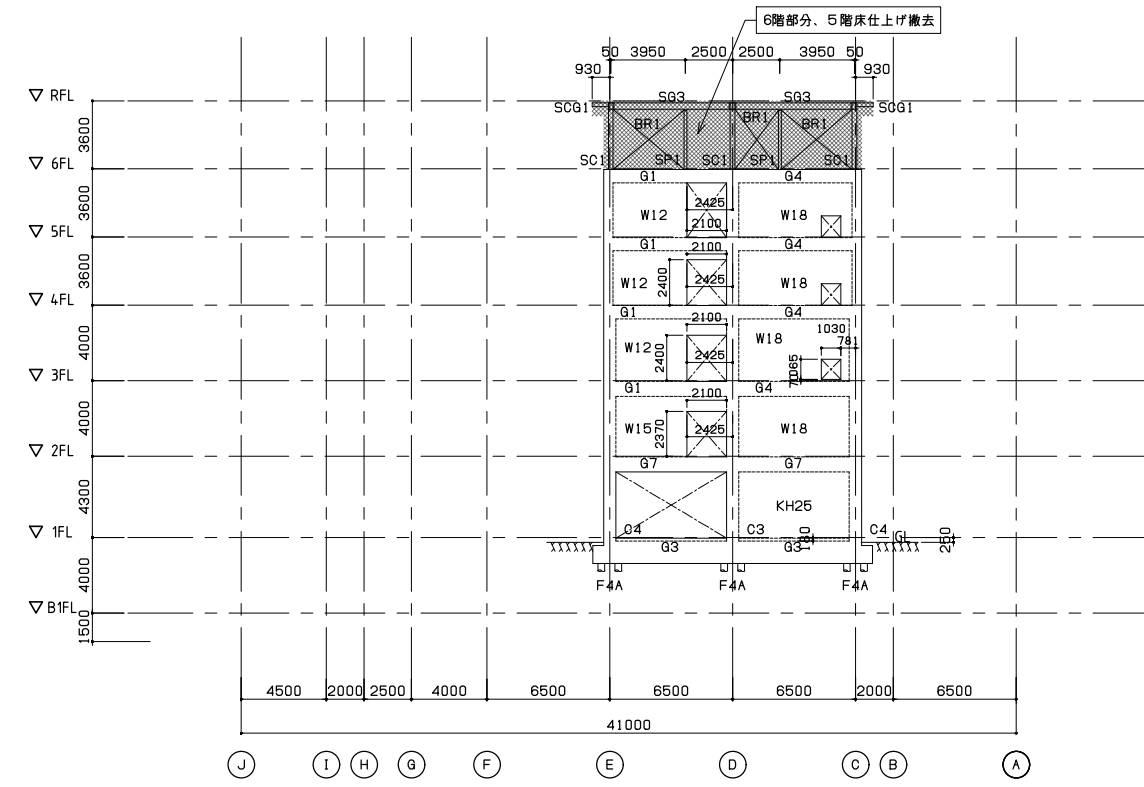 6階部分、5階床仕上げ撤去
50 3950 2500 2500 3950 50
930 930
▽ RFL
SCG1 SG3 SG3 SCG1
3600
BR1 BR1 BR1
SC1 SP1 SC1 SP1 SC1
▽ 6FL
G1 G4
3600
W12 2425 W18
2100
▽ 5FL
G1 G4
2100
3600
W12 2400 2425 W18
▽ 4FL
G1 G4
2100
4000
W12 2400 2425 W18 1030 781
1065
70
▽ 3FL
G1 G4
2100
4000
W15 2370 2425 W18
▽ 2FL
G7 G7
4300
KH25
▽ 1FL
C4 C3 C4 GL
180 250
G3 G3
4000
F4A F4A F4A
▽ B1FL
1500
4500 2000 2500 4000 6500 6500 6500 2000 6500
41000
J I H G F E D C B A